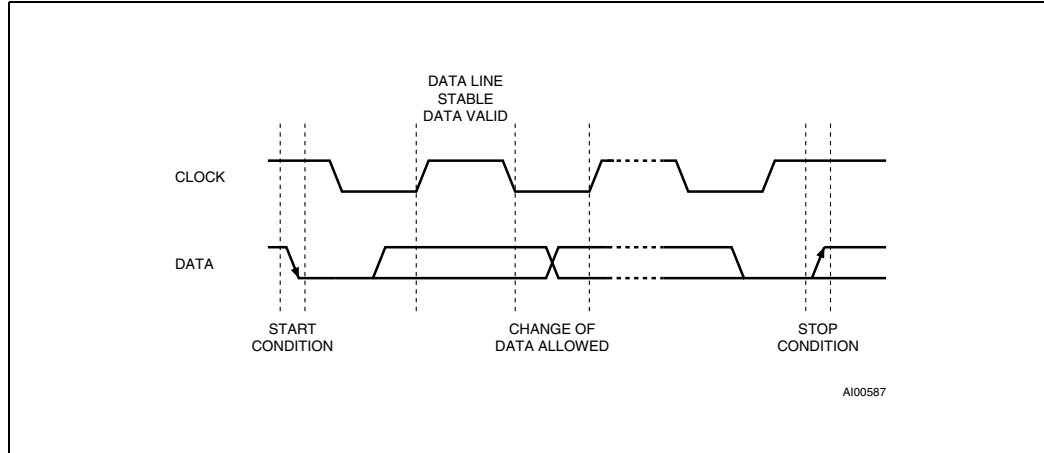 DATA LINE
STABLE
DATA VALID
CLOCK
DATA
START
CONDITION
CHANGE OF
DATA ALLOWED
STOP
CONDITION
AI00587